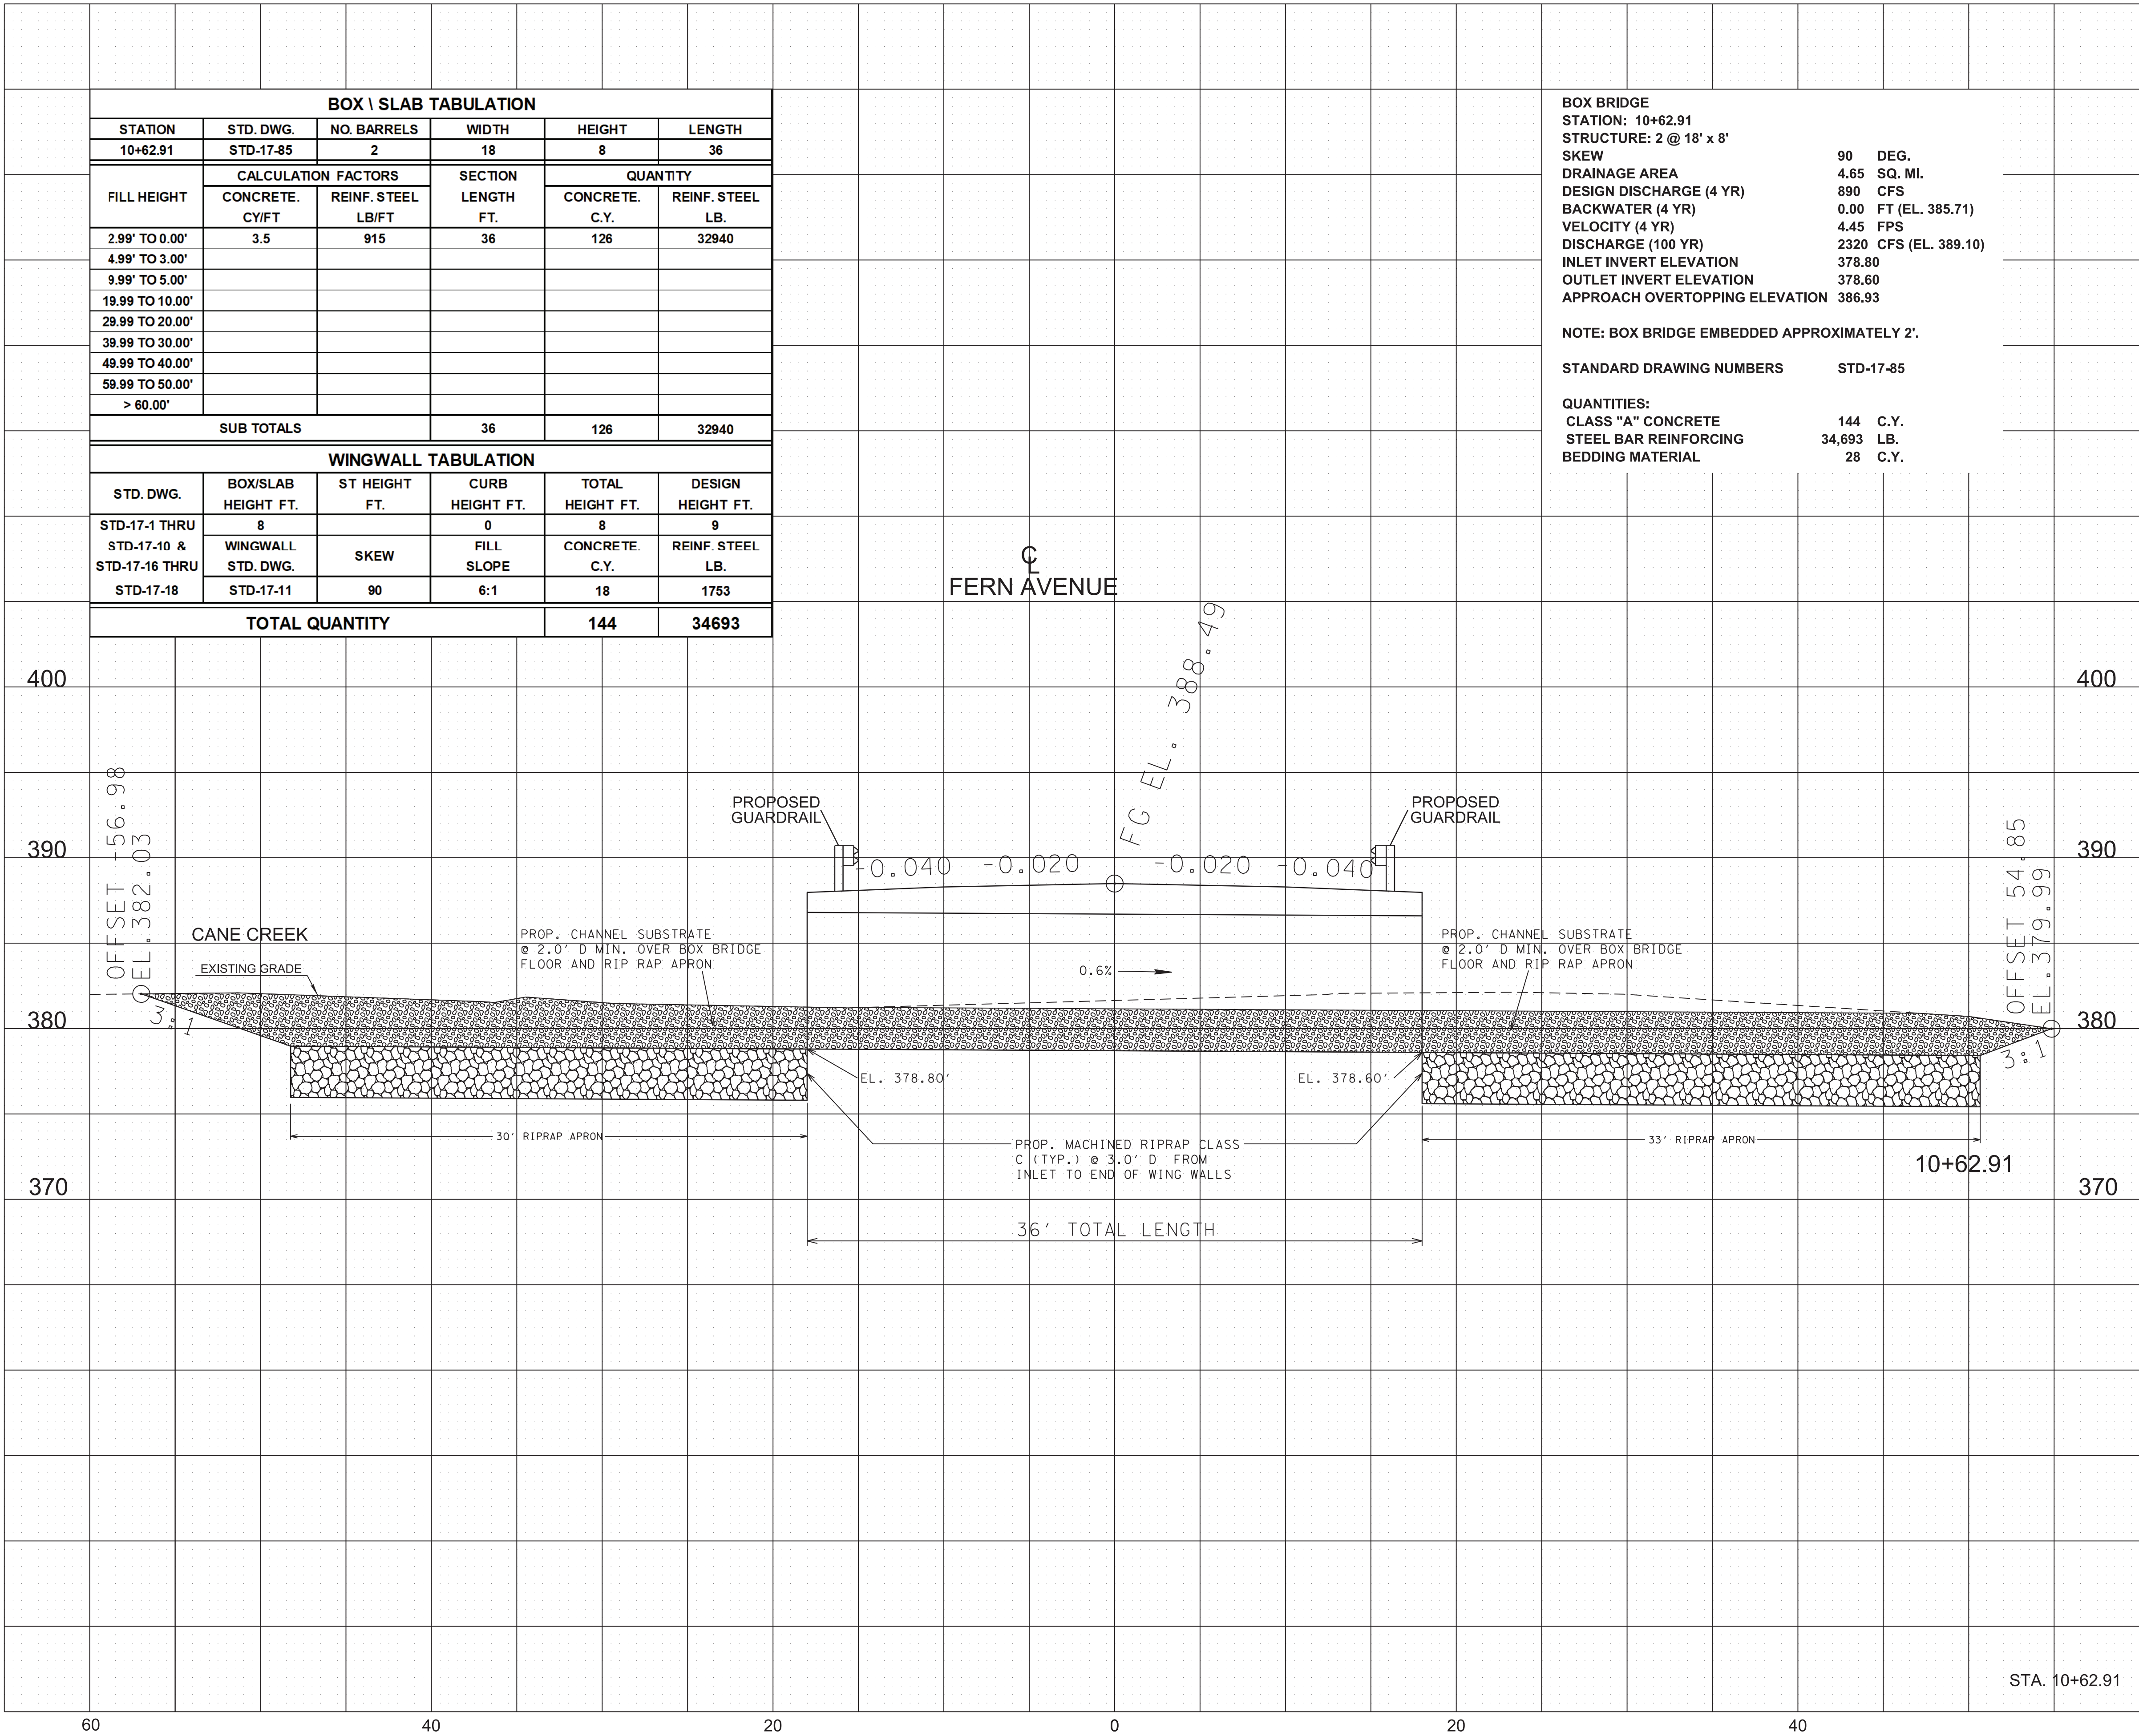 BOX \ SLAB TABULATION
STATION STD. DWG. NO. BARRELS WIDTH HEIGHT LENGTH
10+62.91 STD-17-85 2 18 8 36
FILL HEIGHT CALCULATION FACTORS SECTION QUANTITY
CONCRETE. REINF. STEEL LENGTH CONCRETE. REINF. STEEL
CY/FT LB/FT FT. C.Y. LB.
2.99' TO 0.00' 3.5 915 36 126 32940
4.99' TO 3.00'
9.99' TO 5.00'
19.99 TO 10.00'
29.99 TO 20.00'
39.99 TO 30.00'
49.99 TO 40.00'
59.99 TO 50.00'
> 60.00'
SUB TOTALS 36 126 32940
WINGWALL TABULATION
STD. DWG. BOX/SLAB ST HEIGHT CURB TOTAL DESIGN
HEIGHT FT. FT. HEIGHT FT. HEIGHT FT. HEIGHT FT.
STD-17-1 THRU 8 0 8 9
STD-17-10 & WINGWALL SKEW FILL CONCRETE. REINF. STEEL
STD-17-16 THRU STD. DWG. SLOPE C.Y. LB.
STD-17-18 STD-17-11 90 6:1 18 1753
TOTAL QUANTITY 144 34693
BOX BRIDGE
STATION: 10+62.91
STRUCTURE: 2 @ 18' x 8'
SKEW 90 DEG.
DRAINAGE AREA 4.65 SQ. MI.
DESIGN DISCHARGE (4 YR) 890 CFS
BACKWATER (4 YR) 0.00 FT (EL. 385.71)
VELOCITY (4 YR) 4.45 FPS
DISCHARGE (100 YR) 2320 CFS (EL. 389.10)
INLET INVERT ELEVATION 378.80
OUTLET INVERT ELEVATION 378.60
APPROACH OVERTOPPING ELEVATION 386.93
NOTE: BOX BRIDGE EMBEDDED APPROXIMATELY 2'.
STANDARD DRAWING NUMBERS STD-17-85
QUANTITIES:
CLASS "A" CONCRETE 144 C.Y.
STEEL BAR REINFORCING 34,693 LB.
BEDDING MATERIAL 28 C.Y.
CL
FERN AVENUE
FG EL. 388.49
400 400
PROPOSED
GUARDRAIL
PROPOSED
GUARDRAIL
390 390
-0.040 -0.020 -0.020 -0.040
OFFSET -56.98
EL.382.03
OFFSET 54.85
EL.379.99
CANE CREEK
EXISTING GRADE
PROP. CHANNEL SUBSTRATE
@ 2.0' D MIN. OVER BOX BRIDGE
FLOOR AND RIP RAP APRON
0.6%
PROP. CHANNEL SUBSTRATE
@ 2.0' D MIN. OVER BOX BRIDGE
FLOOR AND RIP RAP APRON
380 380
3:1 3:1
EL. 378.80'
EL. 378.60'
30' RIPRAP APRON
PROP. MACHINED RIPRAP CLASS
C (TYP.) @ 3.0' D FROM
INLET TO END OF WING WALLS
33' RIPRAP APRON
10+62.91
370 370
36' TOTAL LENGTH
STA. 10+62.91
60 40 20 0 20 40